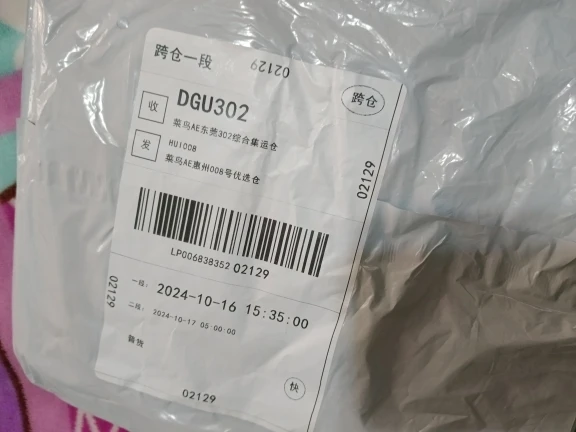 跨仓一段
02129
跨仓
收
DGU302
菜鸟AE东莞302综合集运仓
发
HUI008
菜鸟AE惠州008号优选仓
02129
LP00683835202129
02129
一段: 2024-10-16 15:35:00
二段: 2024-10-17 05:00:00
普货
快
02129